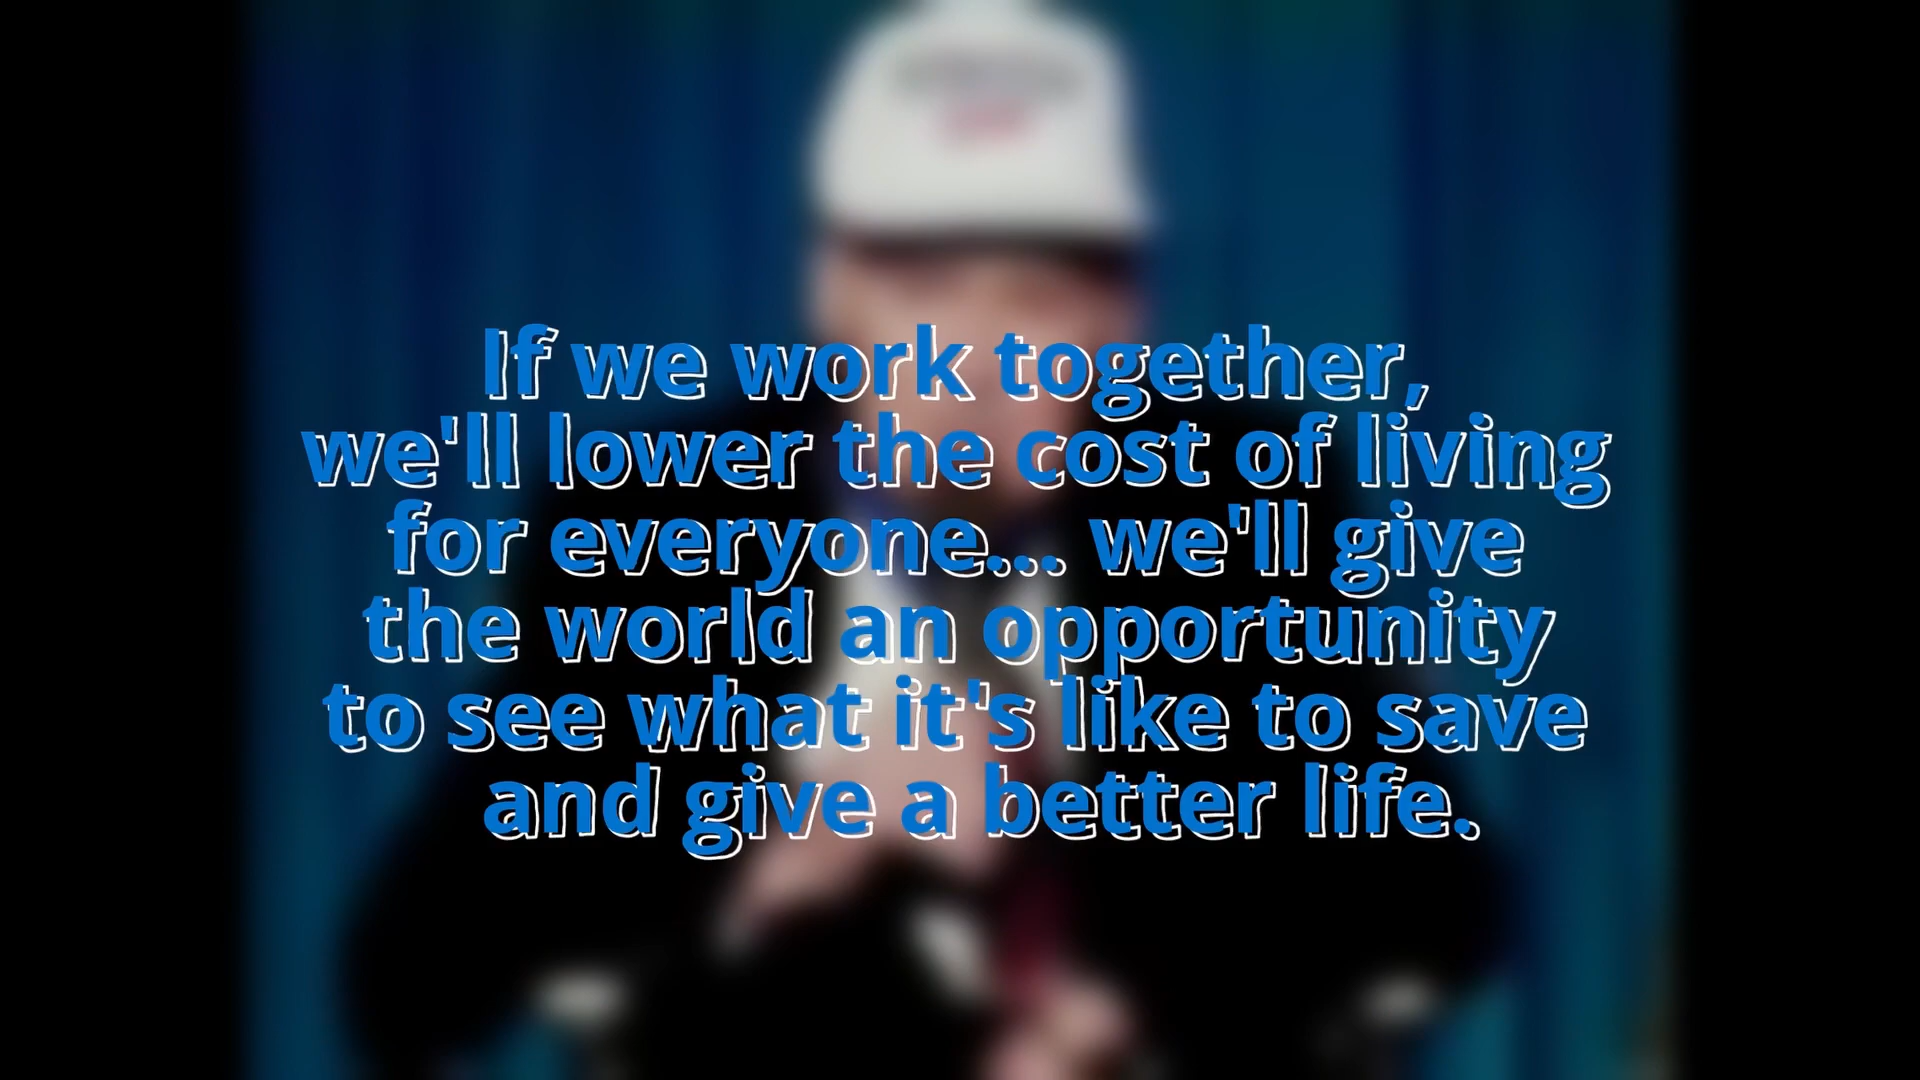 If we work together,
we'll lower the cost of living
for everyone... we'll give
the world an opportunity
to see what it's like to save
and give a better life.